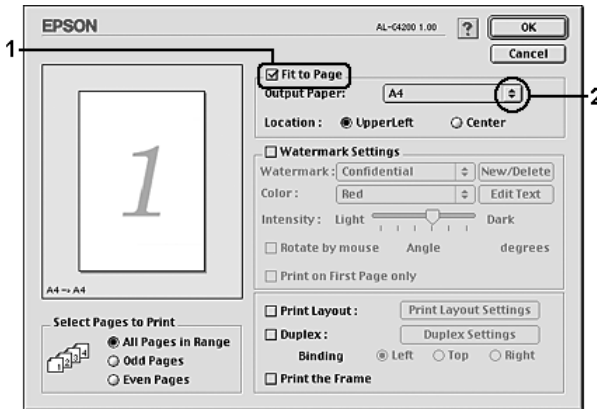 EPSON
AL-C4200 1.00
?
OK
Cancel
1
Fit to Page
Output Paper: A4
2
Location : UpperLeft Center
1
Watermark Settings
Watermark: Confidential New/Delete
Color : Red Edit Text
Intensity : Light Dark
Rotate by mouse Angle degrees
Print on First Page only
A4 -> A4
Print Layout : Print Layout Settings
Duplex : Duplex Settings
Binding Left Top Right
Print the Frame
Select Pages to Print
1 2 3 4
All Pages in Range
Odd Pages
Even Pages